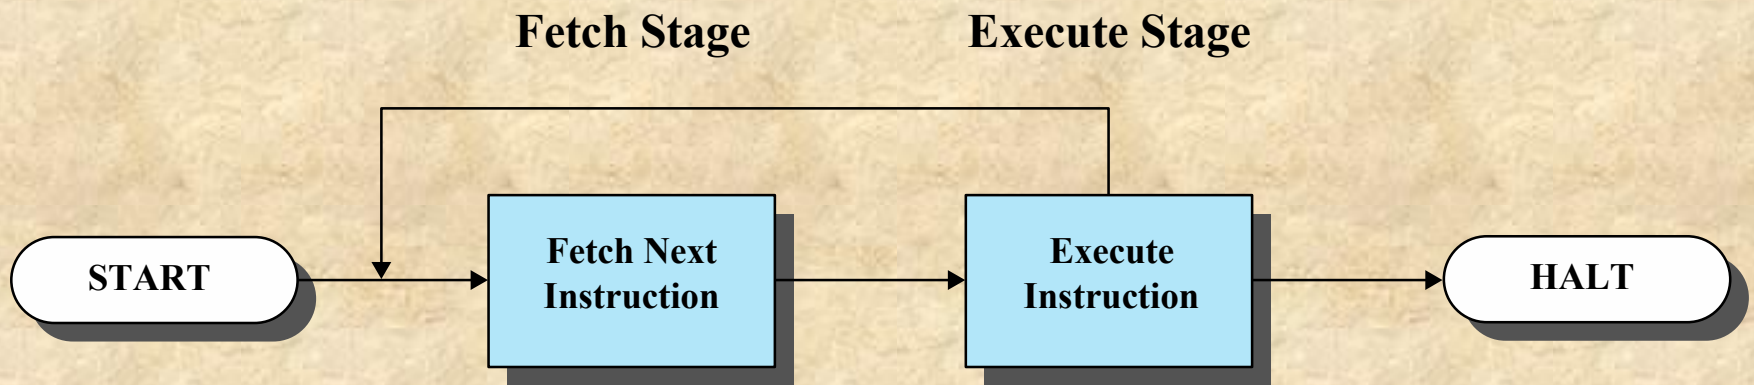 Fetch Stage
Execute Stage
START
Fetch Next
Instruction
Execute
Instruction
HALT